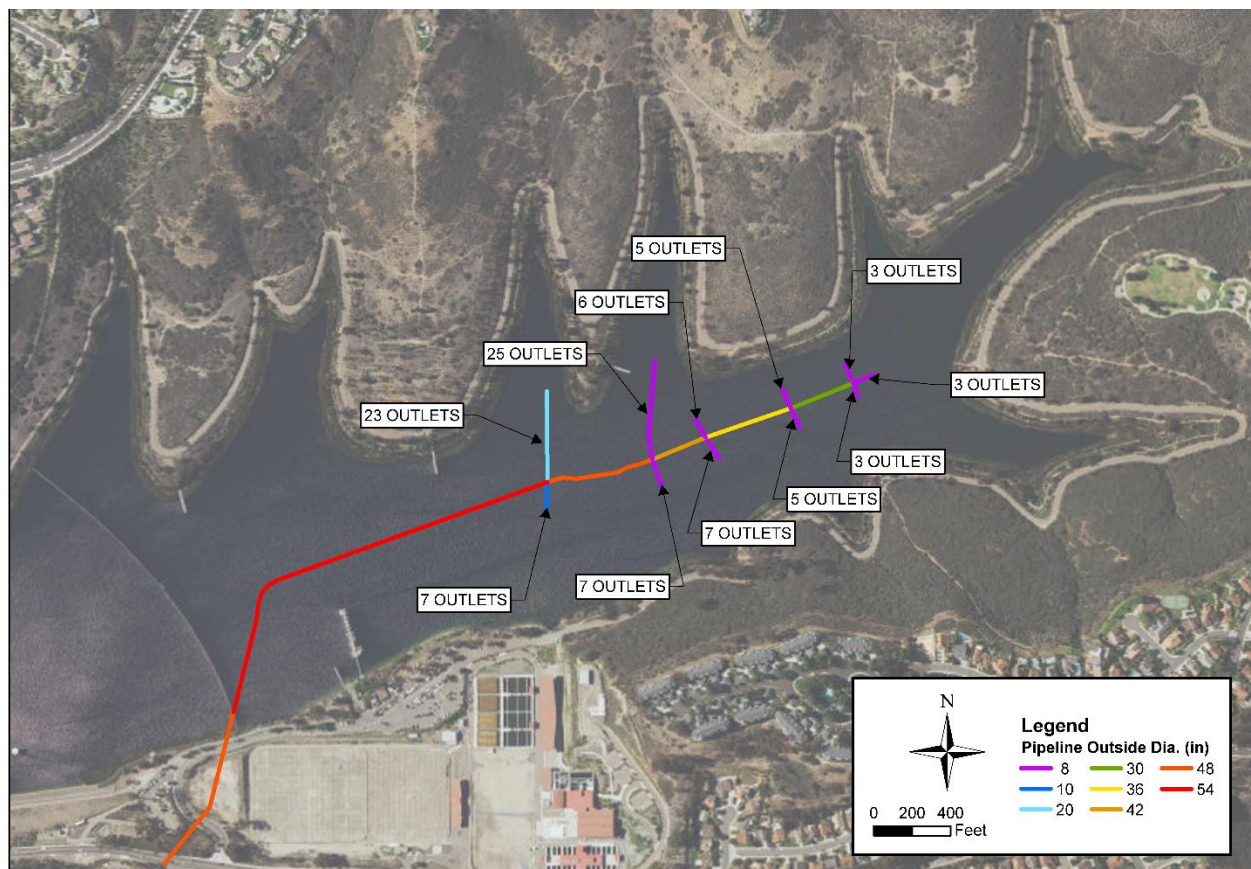 5 OUTLETS
3 OUTLETS
6 OUTLETS
25 OUTLETS
3 OUTLETS
23 OUTLETS
3 OUTLETS
5 OUTLETS
7 OUTLETS
7 OUTLETS
7 OUTLETS
N
Legend
Pipeline Outside Dia. (in)
8 30 48
10 36 54
20 42
0 200 400
Feet